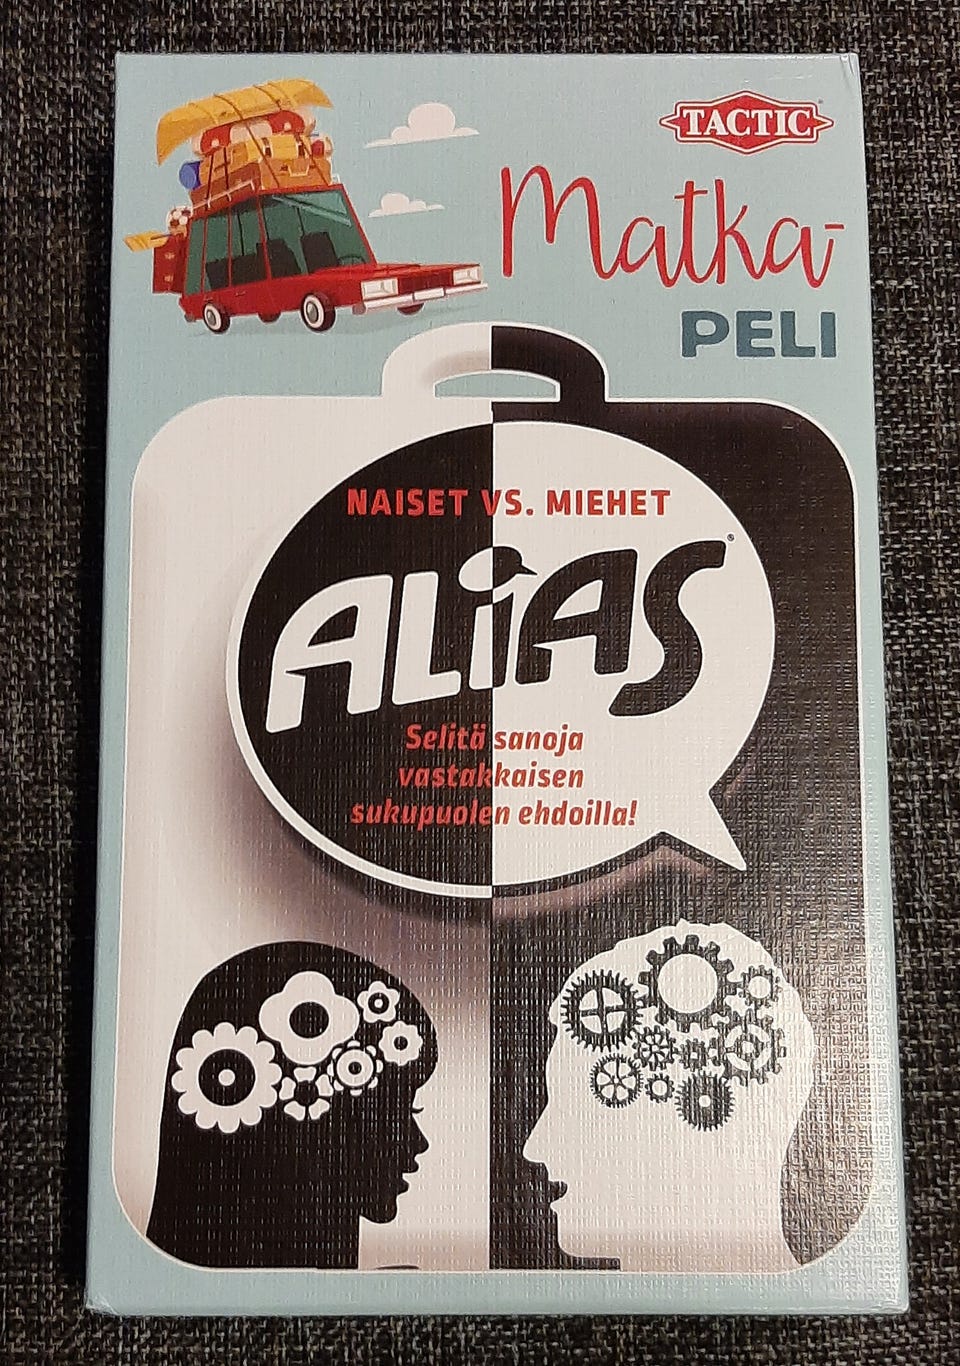 TACTIC
Matka-
PELI
NAISET VS. MIEHET
ALiAS
Selitä sanoja
vastakkaisen
sukupuolen ehdoilla!